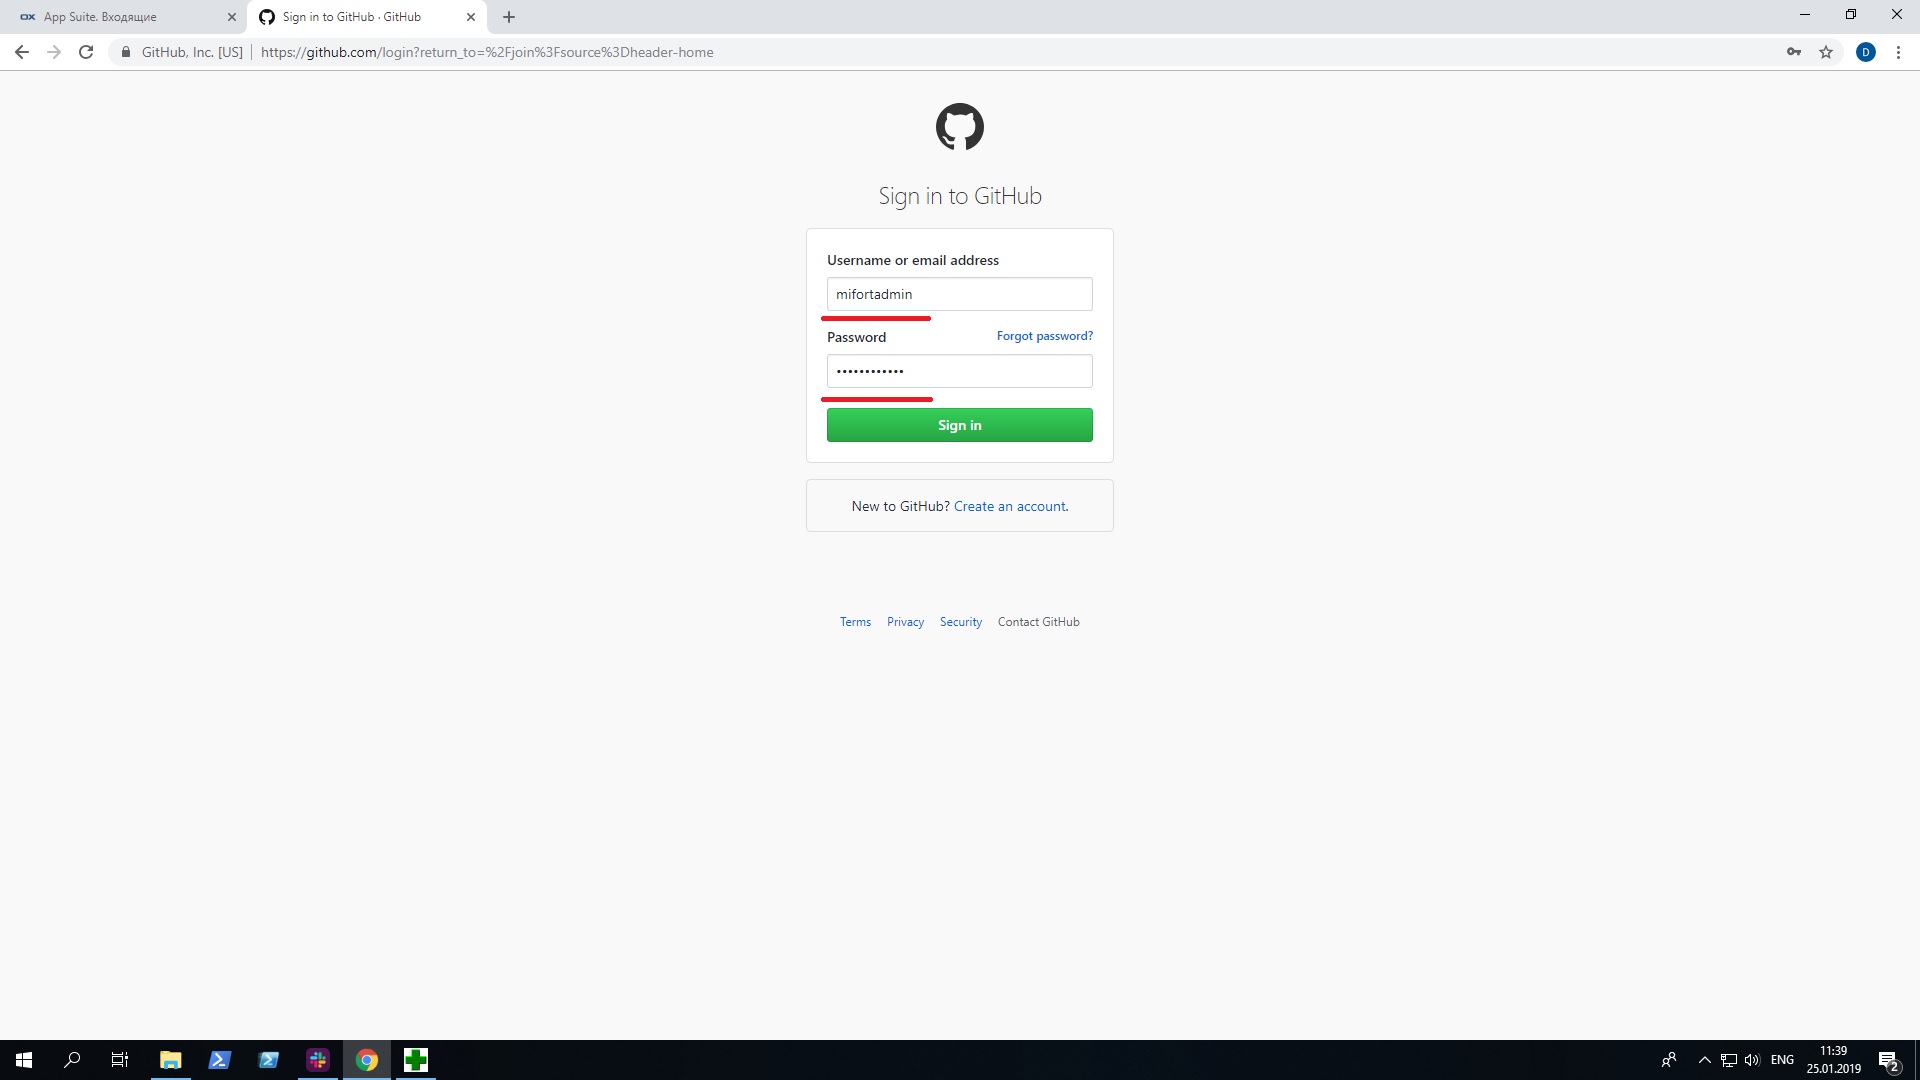 App Suite. Входящие
Sign in to GitHub · GitHub
GitHub, Inc. [US]
https://github.com/login?return_to=%2Fjoin%3Fsource%3Dheader-home
D
Sign in to GitHub
Username or email address
mifortadmin
Password
Forgot password?
••••••••••••
Sign in
New to GitHub? Create an account.
Terms
Privacy
Security
Contact GitHub
ENG
11:39
25.01.2019
2